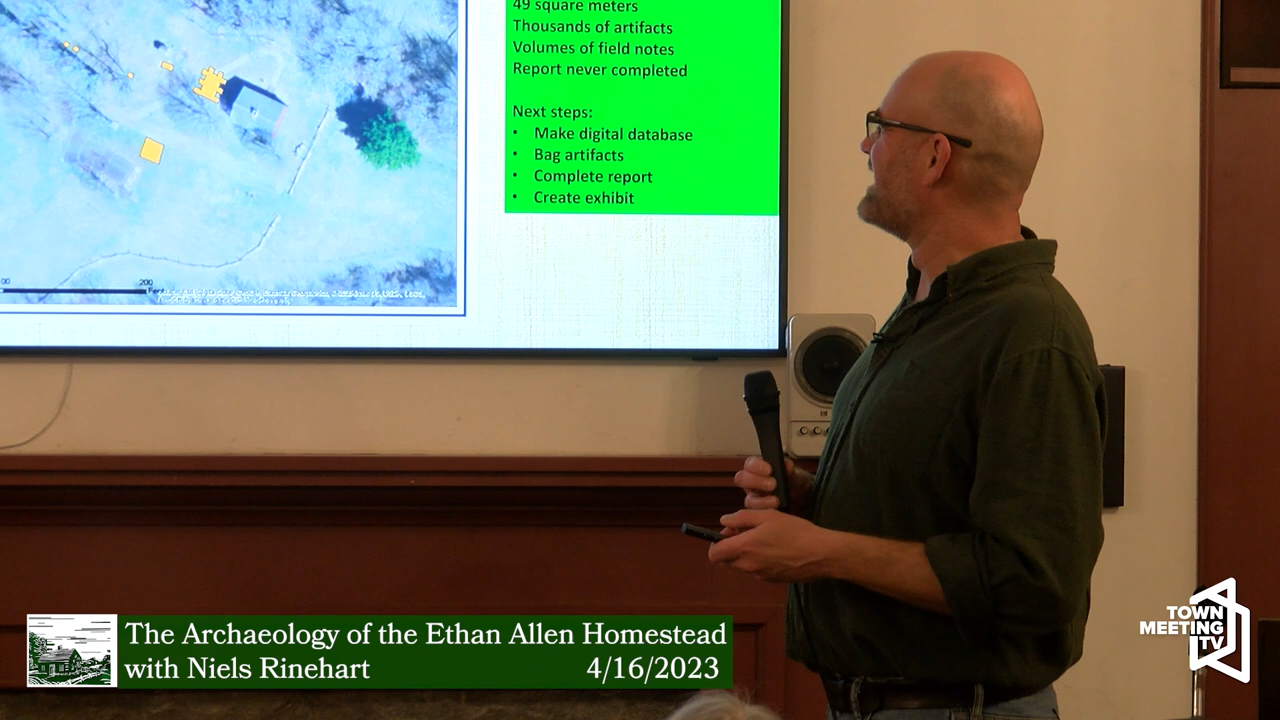 49 square meters
Thousands of artifacts
Volumes of field notes
Report never completed
Next steps:
• Make digital database
• Bag artifacts
• Complete report
• Create exhibit
200
The Archaeology of the Ethan Allen Homestead
with Niels Rinehart 4/16/2023
TOWN
MEETING
TV